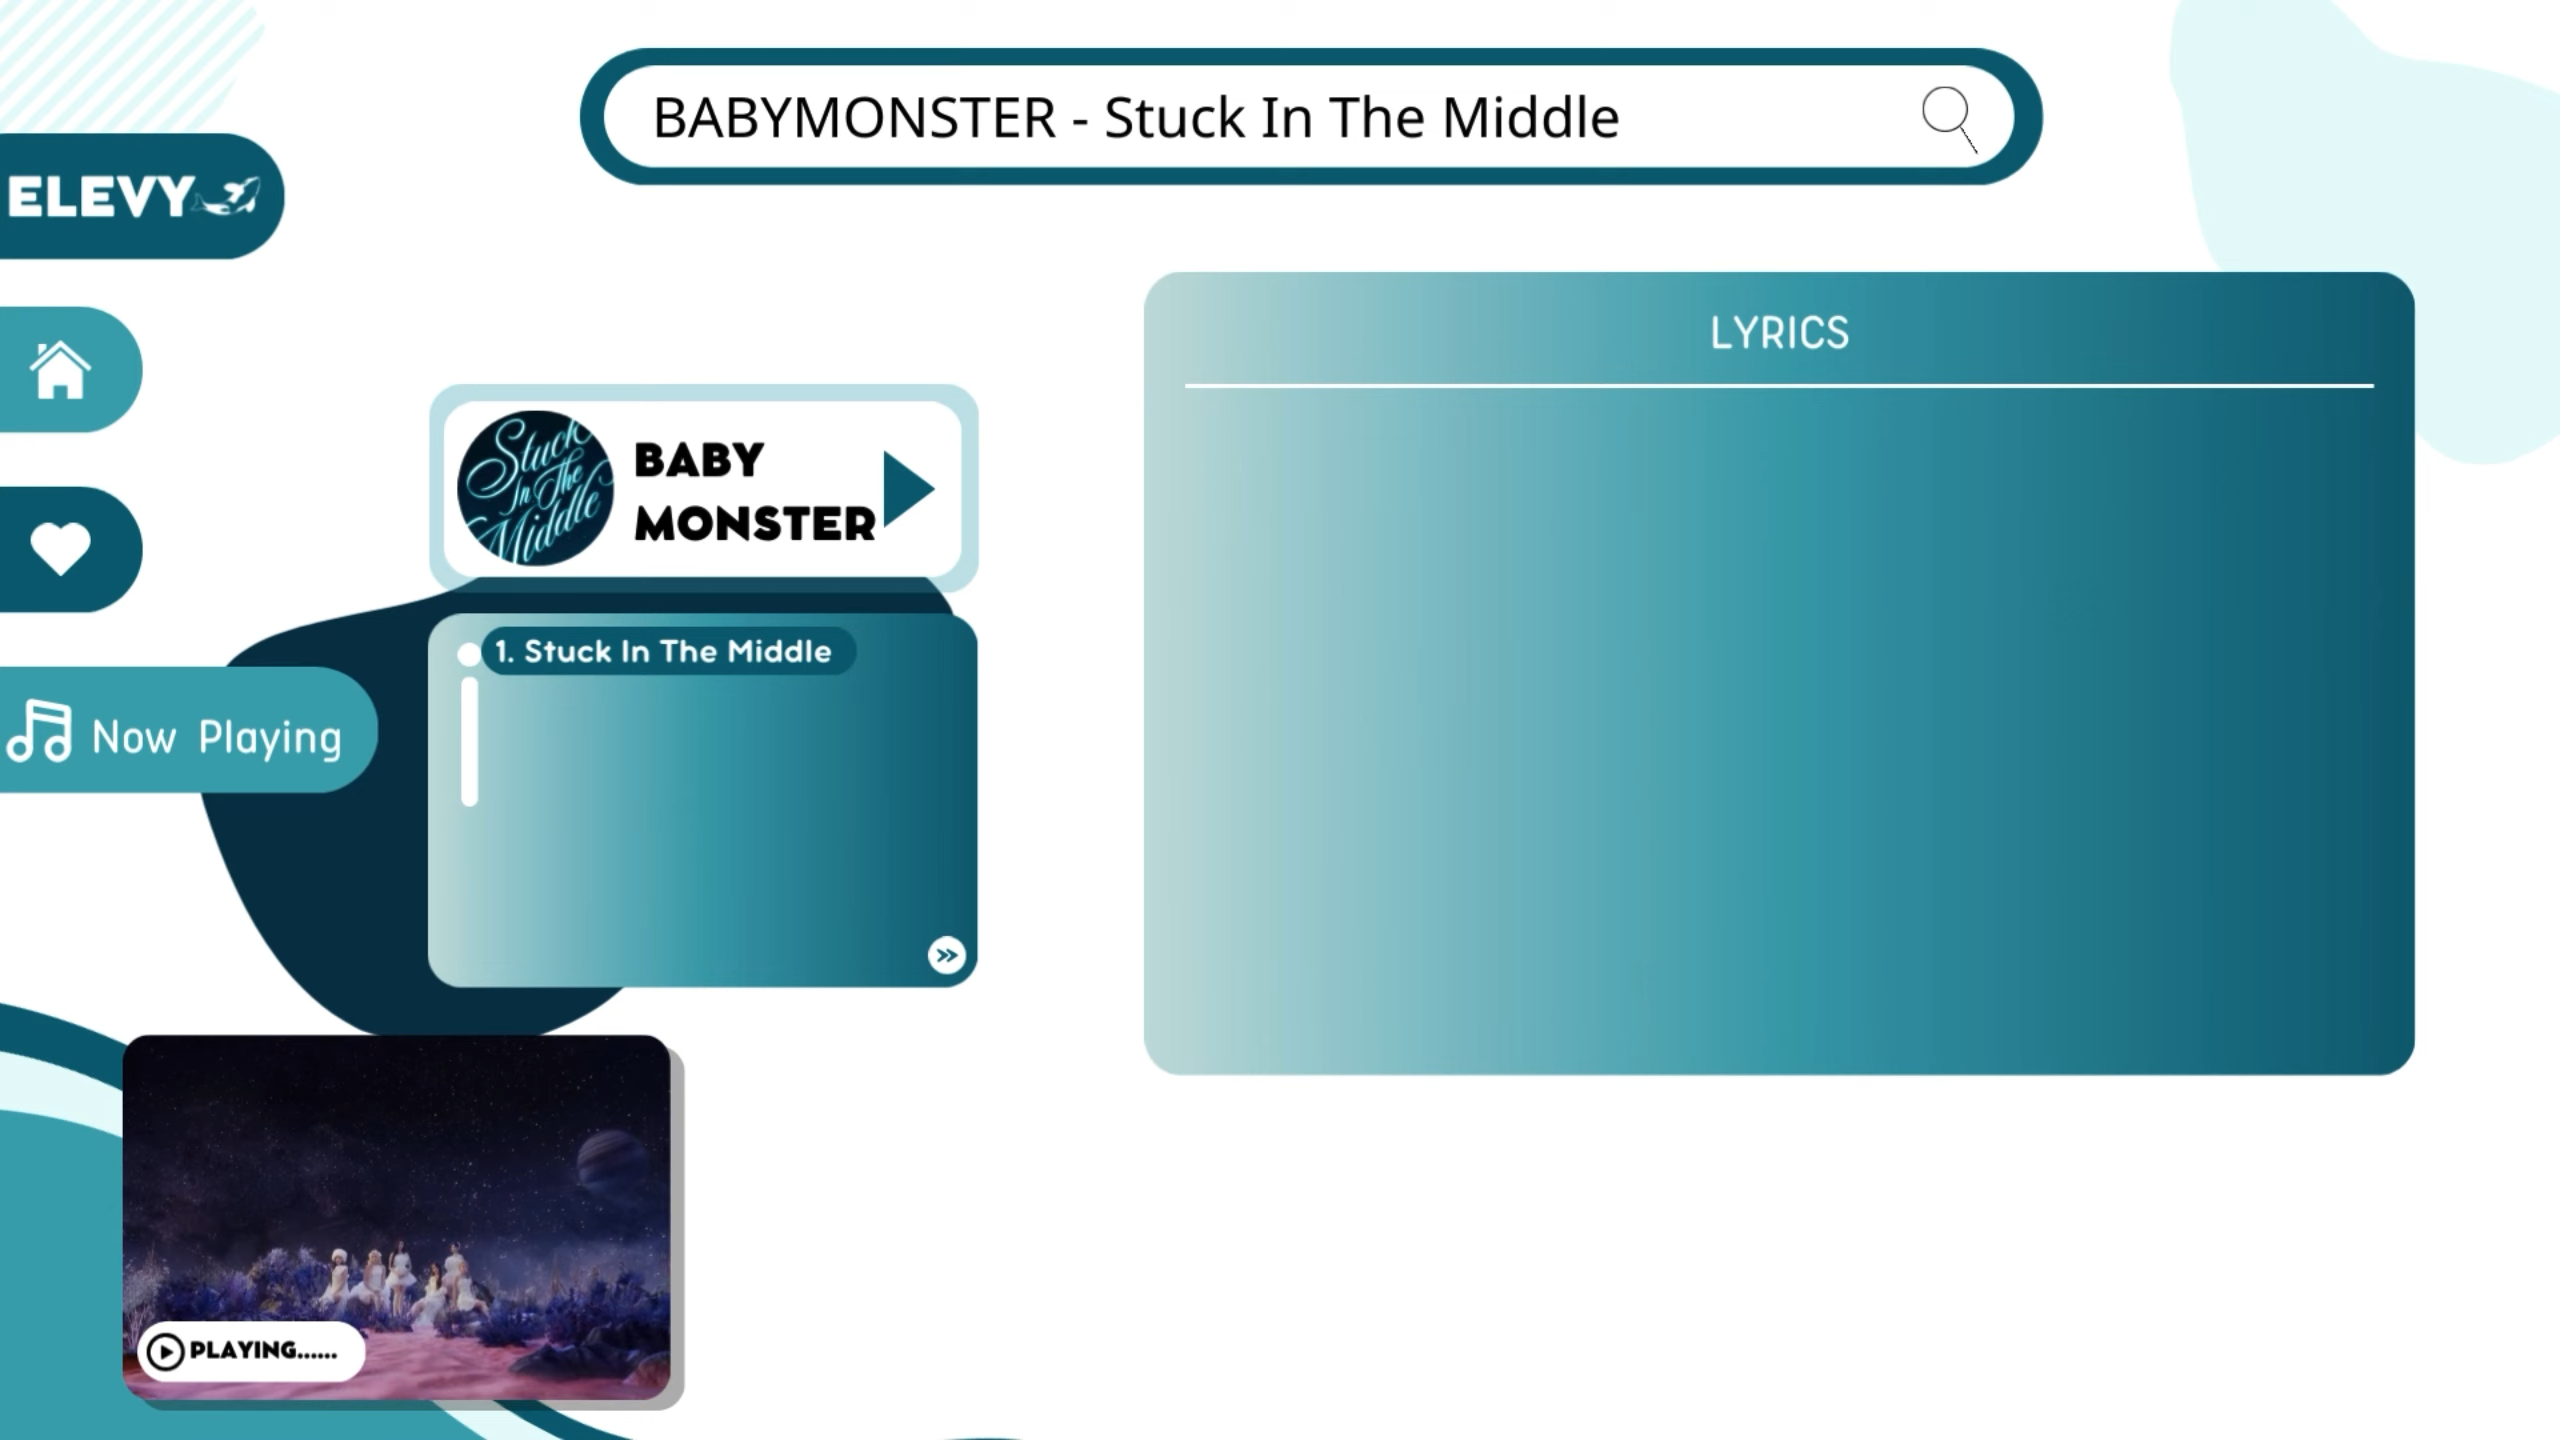 BABYMONSTER - Stuck In The Middle
ELEVY
LYRICS
Stuck
In The
Middle
BABY
MONSTER
1. Stuck In The Middle
Now Playing
PLAYING......